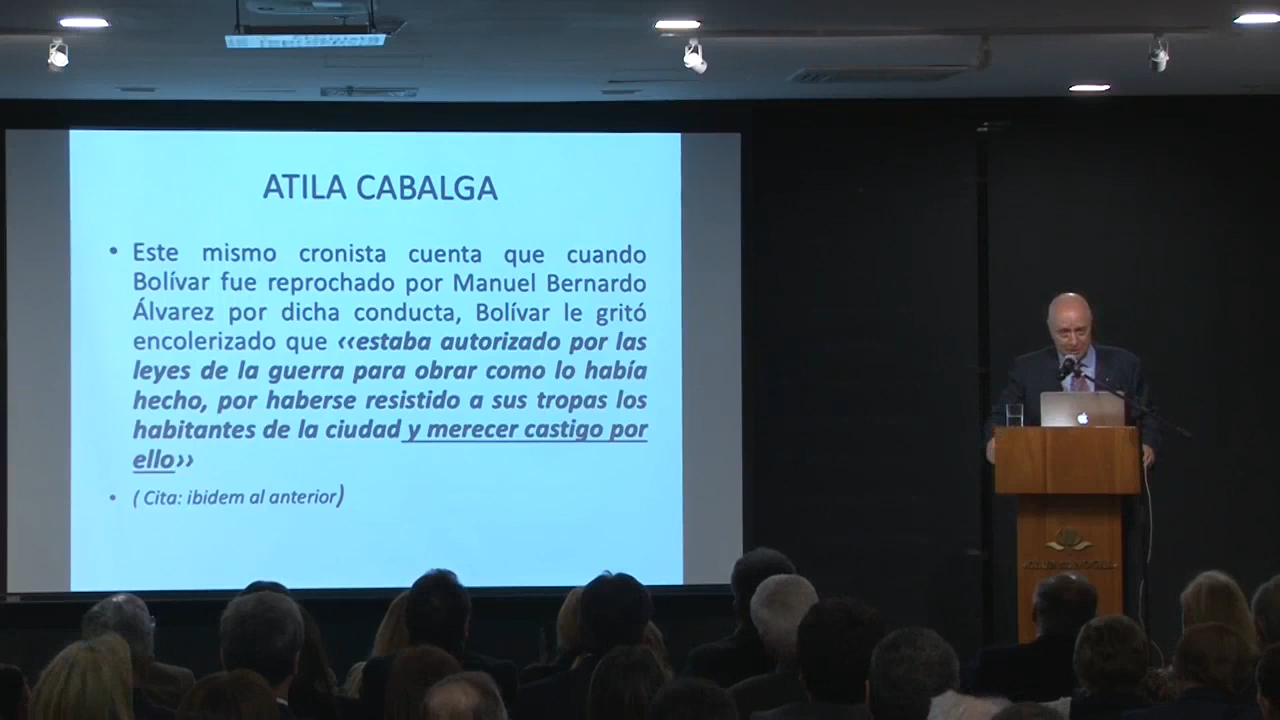 ATILA CABALGA
• Este mismo cronista cuenta que cuando
Bolívar fue reprochado por Manuel Bernardo
Álvarez por dicha conducta, Bolívar le gritó
encolerizado que ‹‹estaba autorizado por las
leyes de la guerra para obrar como lo había
hecho, por haberse resistido a sus tropas los
habitantes de la ciudad y merecer castigo por
ello››
• ( Cita: ibidem al anterior)